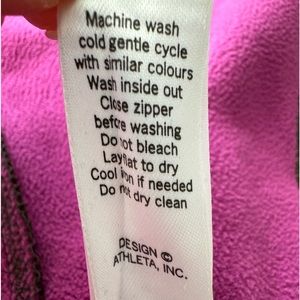 Machine wash
cold gentle cycle
with similar colours
Wash inside out
Close zipper
before washing
Do not bleach
Lay flat to dry
Cool iron if needed
Do not dry clean
DESIGN ©
ATHLETA, INC.